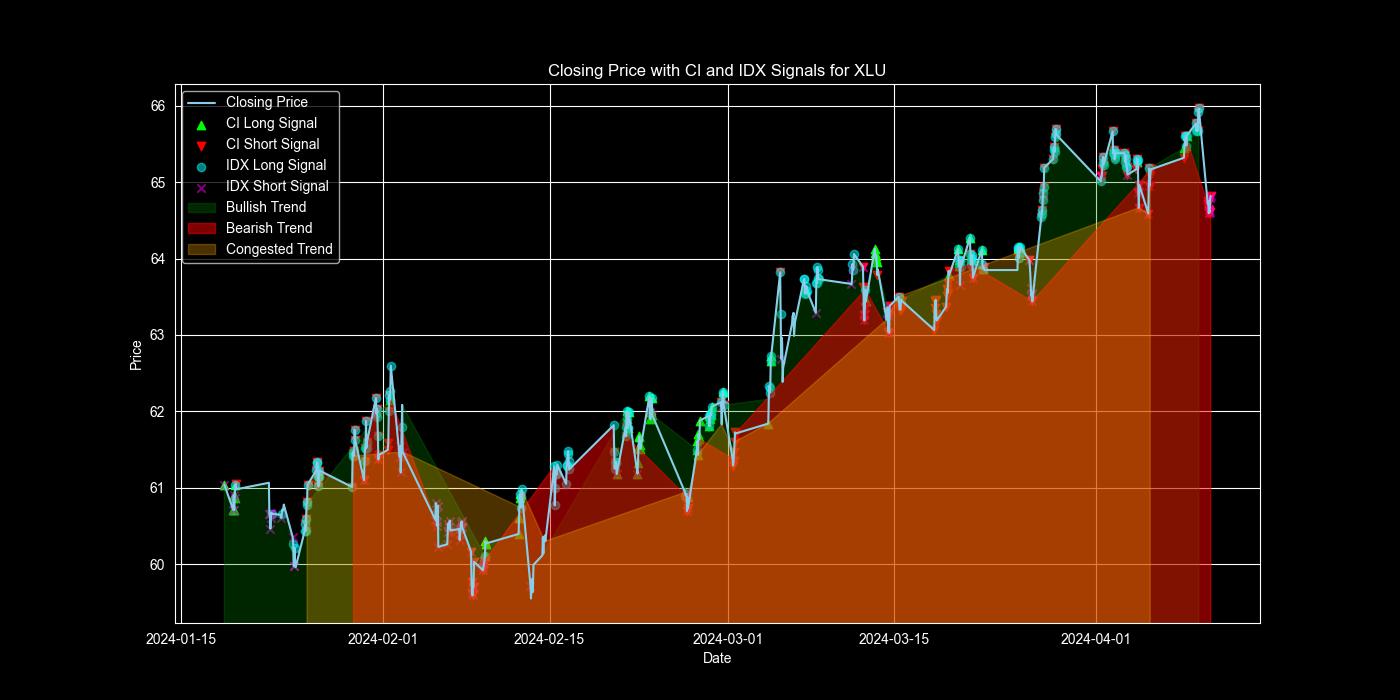 Closing Price with CI and IDX Signals for XLU
Closing Price
CI Long Signal
CI Short Signal
IDX Long Signal
IDX Short Signal
Bullish Trend
Bearish Trend
Congested Trend
66
65
64
63
62
61
60
Price
2024-01-15 2024-02-01 2024-02-15 2024-03-01 2024-03-15 2024-04-01
Date